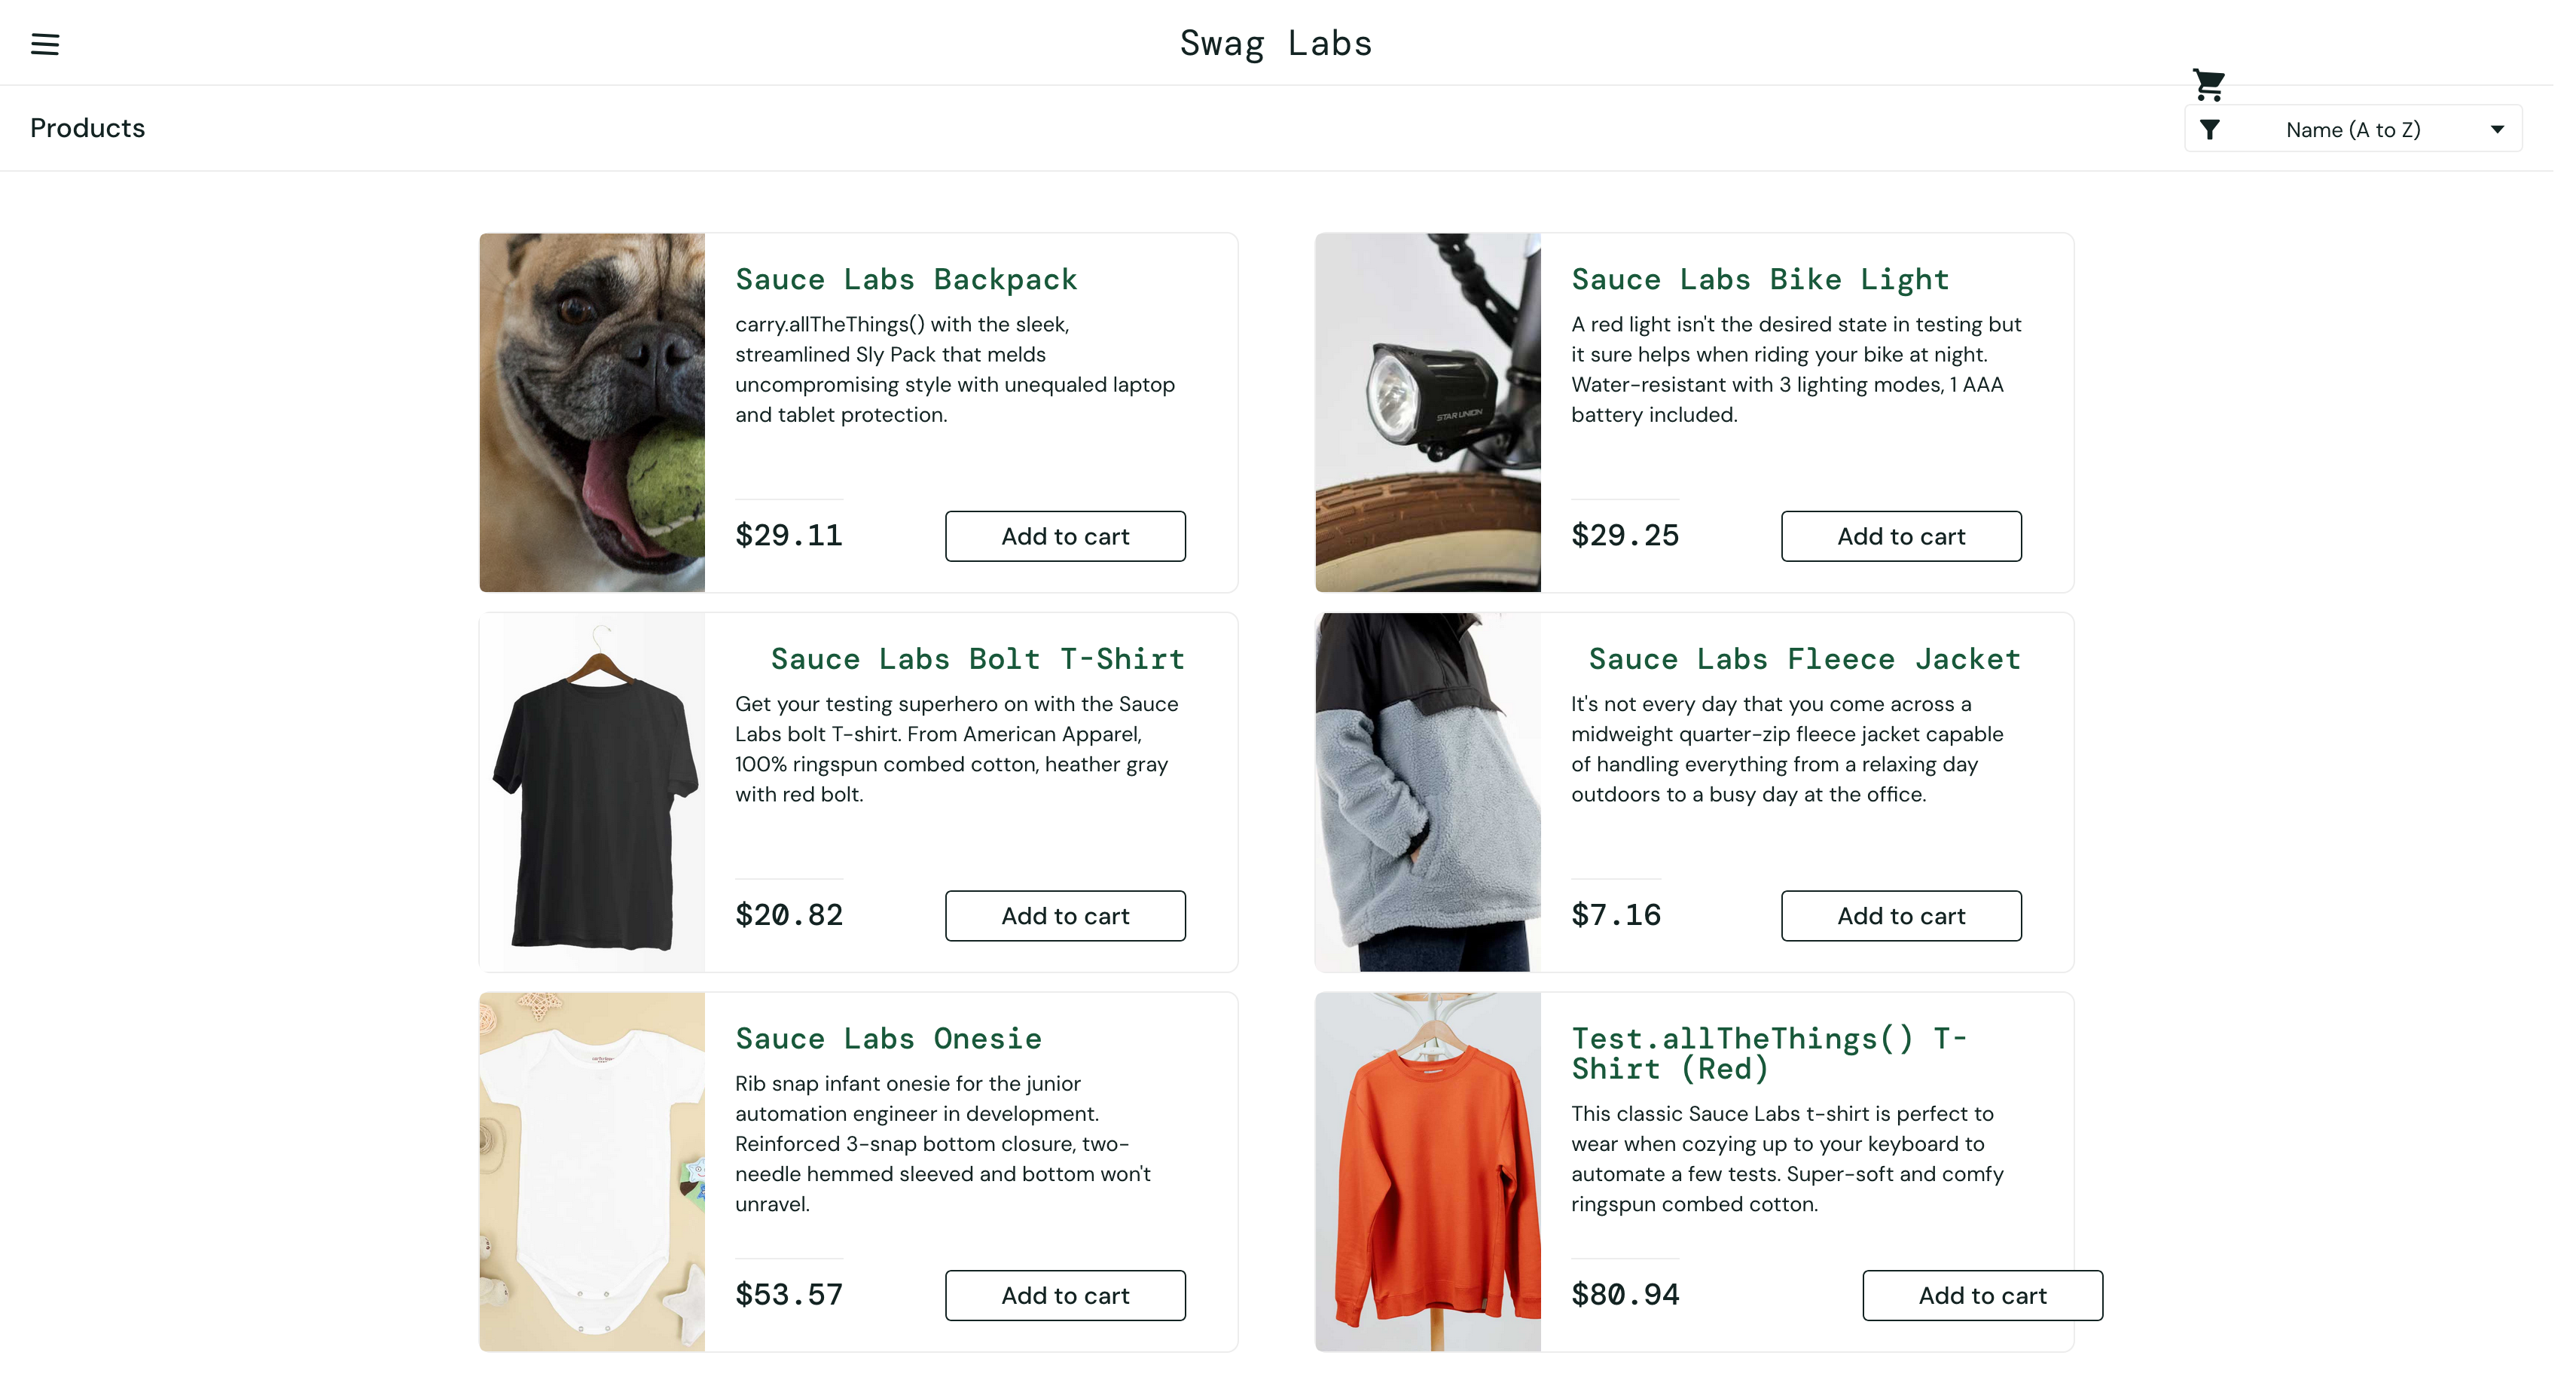 Swag Labs
Products
Name (A to Z)
Sauce Labs Backpack
carry.allTheThings() with the sleek,
streamlined Sly Pack that melds
uncompromising style with unequaled laptop
and tablet protection.
$29.11
Add to cart
Sauce Labs Bike Light
A red light isn't the desired state in testing but
it sure helps when riding your bike at night.
Water-resistant with 3 lighting modes, 1 AAA
battery included.
STAR UNION
$29.25
Add to cart
Sauce Labs Bolt T-Shirt
Get your testing superhero on with the Sauce
Labs bolt T-shirt. From American Apparel,
100% ringspun combed cotton, heather gray
with red bolt.
$20.82
Add to cart
Sauce Labs Fleece Jacket
It's not every day that you come across a
midweight quarter-zip fleece jacket capable
of handling everything from a relaxing day
outdoors to a busy day at the office.
$7.16
Add to cart
Sauce Labs Onesie
Rib snap infant onesie for the junior
automation engineer in development.
Reinforced 3-snap bottom closure, two-
needle hemmed sleeved and bottom won't
unravel.
$53.57
Add to cart
Test.allTheThings() T-
Shirt (Red)
This classic Sauce Labs t-shirt is perfect to
wear when cozying up to your keyboard to
automate a few tests. Super-soft and comfy
ringspun combed cotton.
$80.94
Add to cart